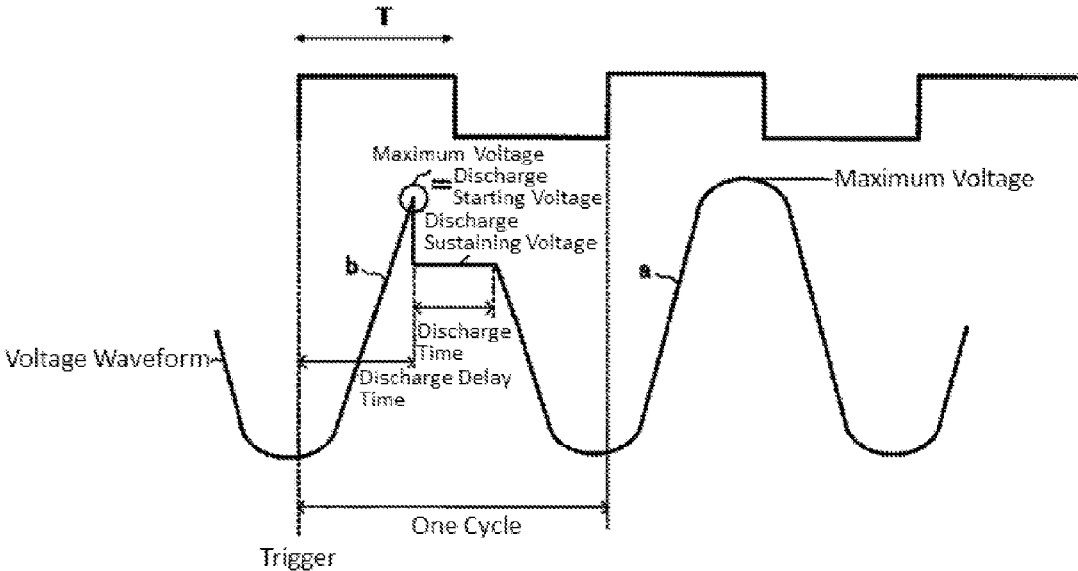 T
Maximum Voltage
= Discharge
Starting Voltage
Discharge
Sustaining Voltage
Maximum Voltage
b
a
Discharge
Time
Voltage Waveform
Discharge Delay
Time
One Cycle
Trigger